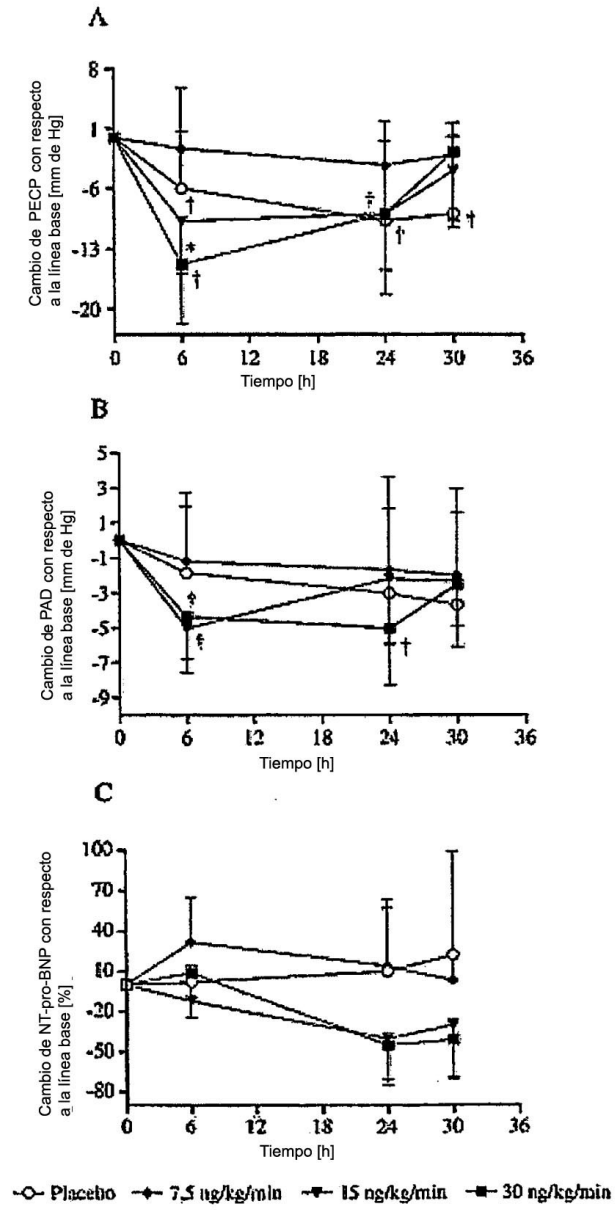 A
Cambio de PECP con respecto
a la línea base [mm de Hg]
8
1
-6
-13
-20
†
*
†
‡
†
†
0 6 12 18 24 30 36
Tiempo [h]
B
Cambio de PAD con respecto
a la línea base [mm de Hg]
5
3
1
-1
-3
-5
-7
-9
†
0 6 12 18 24 30 36
Tiempo [h]
C
Cambio de NT-pro-BNP con respecto
a la línea base [%]
100
70
40
10
-20
-50
-80
0 6 12 18 24 30 36
Tiempo [h]
Placebo 7,5 ng/kg/min 15 ng/kg/min 30 ng/kg/min